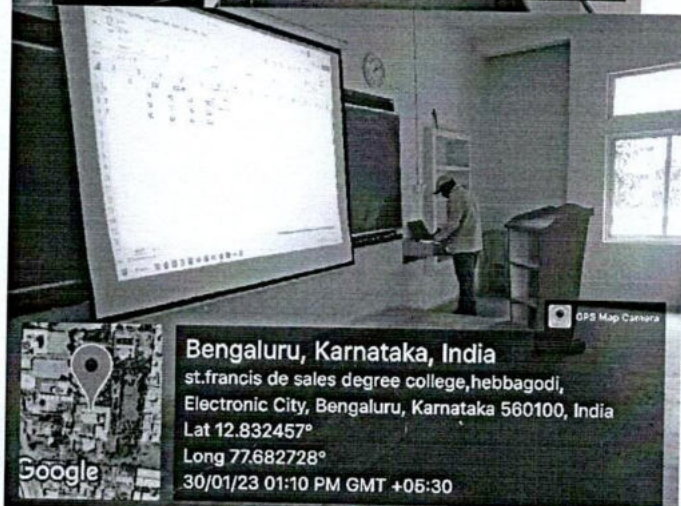 GPS Map Camera
Bengaluru, Karnataka, India
st.francis de sales degree college,hebbagodi,
Electronic City, Bengaluru, Karnataka 560100, India
Lat 12.832457°
Long 77.682728°
30/01/23 01:10 PM GMT +05:30
Google